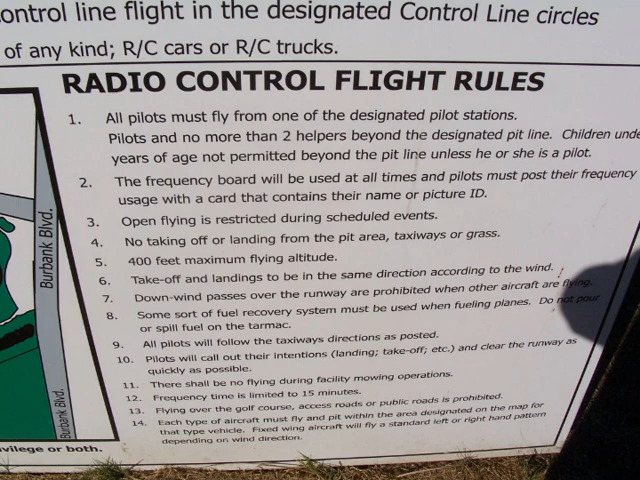 ontrol line flight in the designated Control Line circles
of any kind; R/C cars or R/C trucks.
RADIO CONTROL FLIGHT RULES
1. All pilots must fly from one of the designated pilot stations.
Pilots and no more than 2 helpers beyond the designated pit line. Children unde
years of age not permitted beyond the pit line unless he or she is a pilot.
2. The frequency board will be used at all times and pilots must post their frequency
usage with a card that contains their name or picture ID.
3. Open flying is restricted during scheduled events.
4. No taking off or landing from the pit area, taxiways or grass.
5. 400 feet maximum flying altitude.
6. Take-off and landings to be in the same direction according to the wind.
7. Down-wind passes over the runway are prohibited when other aircraft are flying.
8. Some sort of fuel recovery system must be used when fueling planes. Do not pour
or spill fuel on the tarmac.
9. All pilots will follow the taxiways directions as posted.
10. Pilots will call out their intentions (landing; take-off; etc.) and clear the runway as
quickly as possible.
11. There shall be no flying during facility mowing operations.
12. Frequency time is limited to 15 minutes.
13. Flying over the golf course, access roads or public roads is prohibited.
14. Each type of aircraft must fly and pit within the area designated on the map for
that type vehicle. Fixed wing aircraft will fly a standard left or right hand pattern
depending on wind direction.
Burbank Blvd.
Burbank Blvd.
vilege or both.